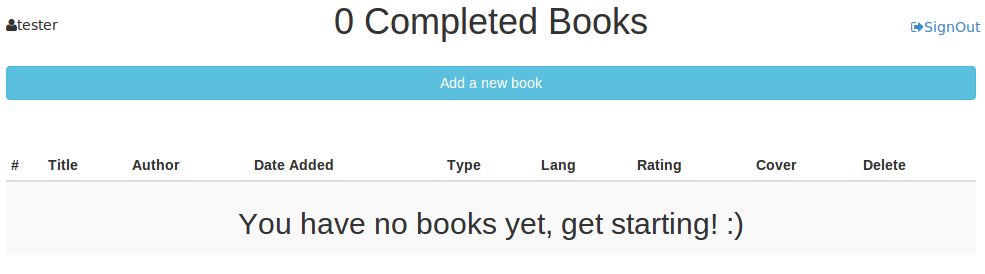 tester
0 Completed Books
SignOut
Add a new book
# Title Author Date Added Type Lang Rating Cover Delete
You have no books yet, get starting! :)